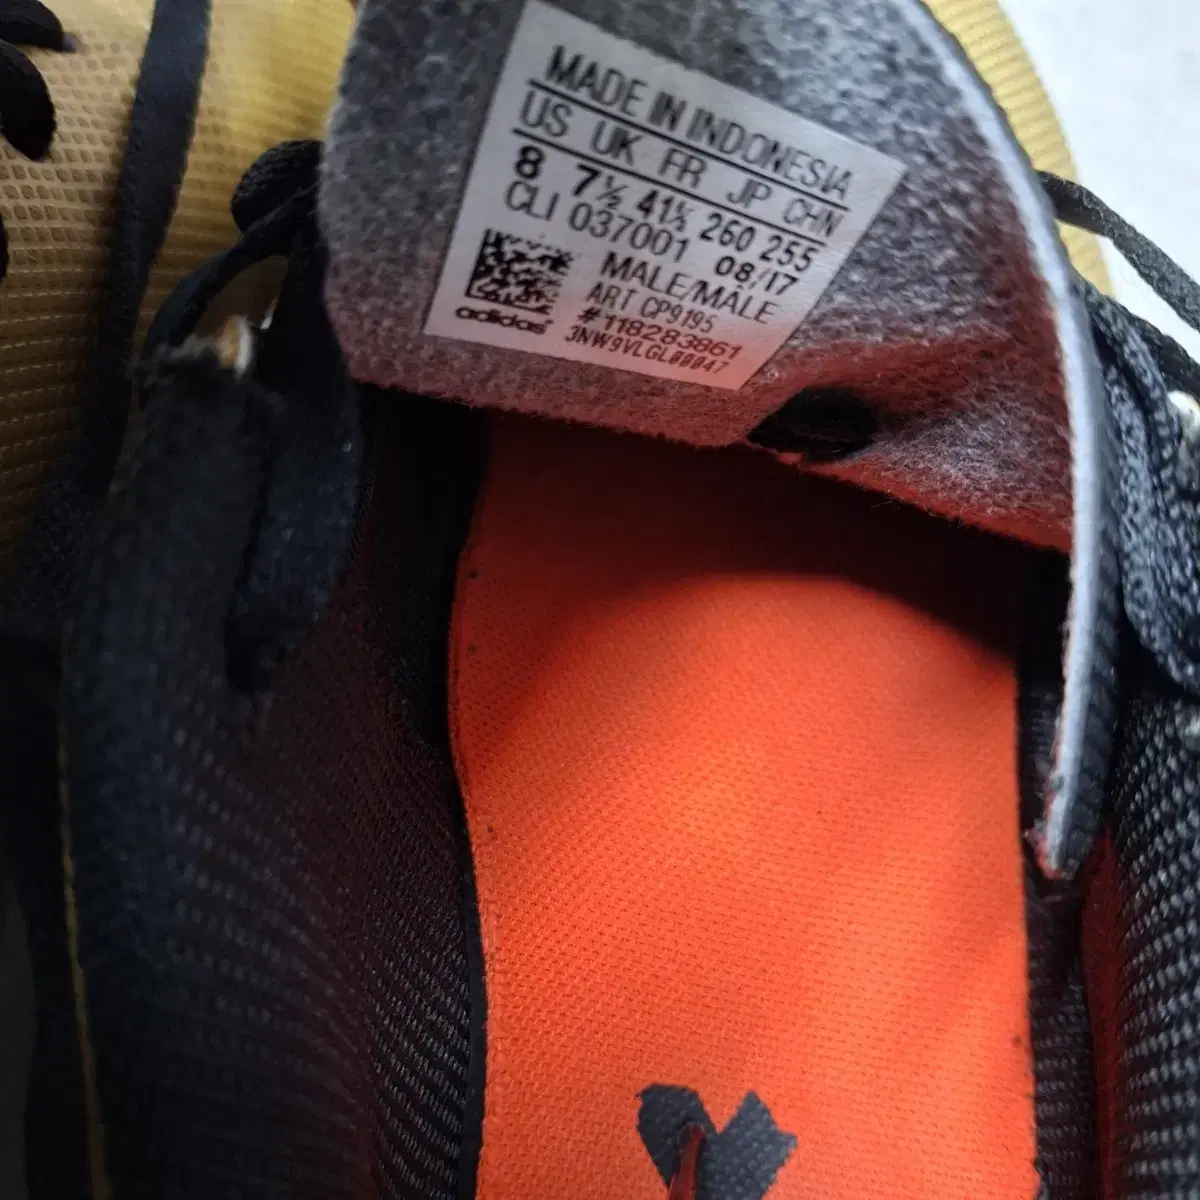 MADE IN INDONESIA
US UK FR JP CHN
8 7½ 41⅓ 260 255
CLI 037001 08/17
MALE/MÂLE
ART CP9195
#118283861
3NW9VLGL00047
adidas